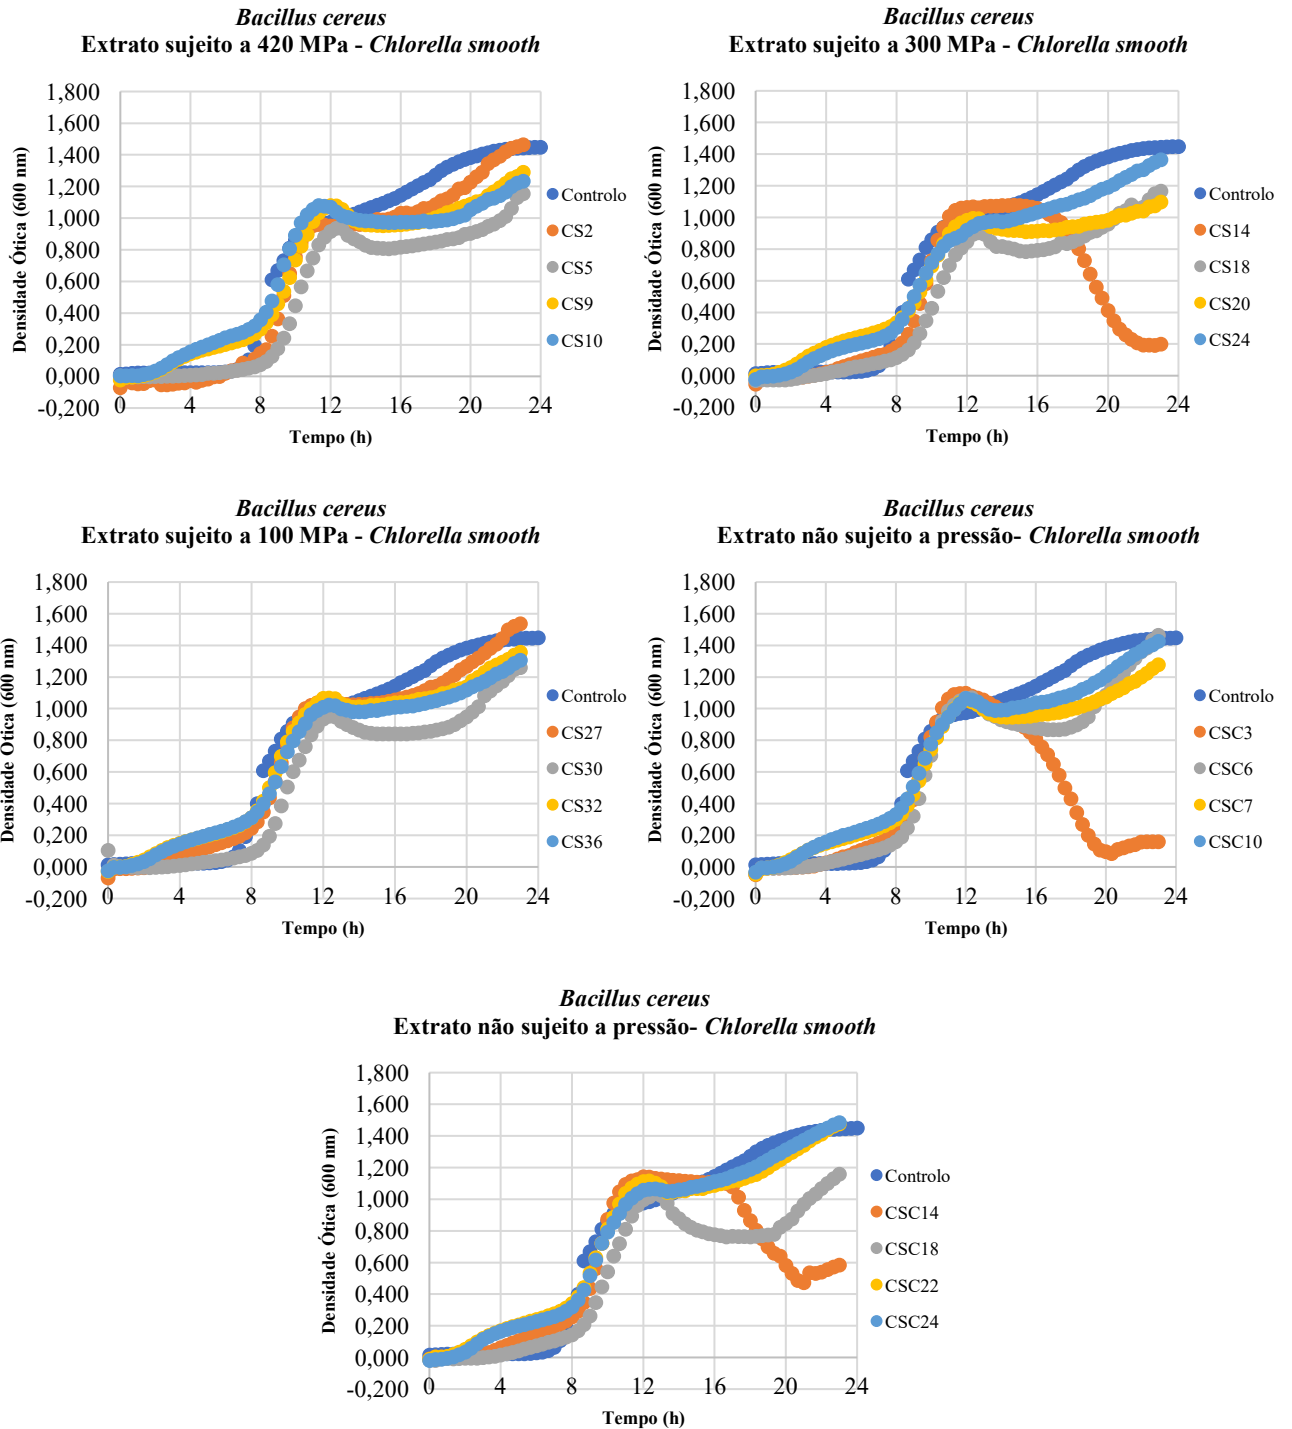 Bacillus cereus
Extrato sujeito a 420 MPa - Chlorella smooth
Densidade Ótica (600 nm)
1,800
1,600
1,400
1,200
1,000
0,800
0,600
0,400
0,200
0,000
-0,200
0 4 8 12 16 20 24
Tempo (h)
Controlo
CS2
CS5
CS9
CS10
Bacillus cereus
Extrato sujeito a 300 MPa - Chlorella smooth
Densidade Ótica (600 nm)
1,800
1,600
1,400
1,200
1,000
0,800
0,600
0,400
0,200
0,000
-0,200
0 4 8 12 16 20 24
Tempo (h)
Controlo
CS14
CS18
CS20
CS24
Bacillus cereus
Extrato sujeito a 100 MPa - Chlorella smooth
Densidade Ótica (600 nm)
1,800
1,600
1,400
1,200
1,000
0,800
0,600
0,400
0,200
0,000
-0,200
0 4 8 12 16 20 24
Tempo (h)
Controlo
CS27
CS30
CS32
CS36
Bacillus cereus
Extrato não sujeito a pressão- Chlorella smooth
Densidade Ótica (600 nm)
1,800
1,600
1,400
1,200
1,000
0,800
0,600
0,400
0,200
0,000
-0,200
0 4 8 12 16 20 24
Tempo (h)
Controlo
CSC3
CSC6
CSC7
CSC10
Bacillus cereus
Extrato não sujeito a pressão- Chlorella smooth
Densidade Ótica (600 nm)
1,800
1,600
1,400
1,200
1,000
0,800
0,600
0,400
0,200
0,000
-0,200
0 4 8 12 16 20 24
Tempo (h)
Controlo
CSC14
CSC18
CSC22
CSC24